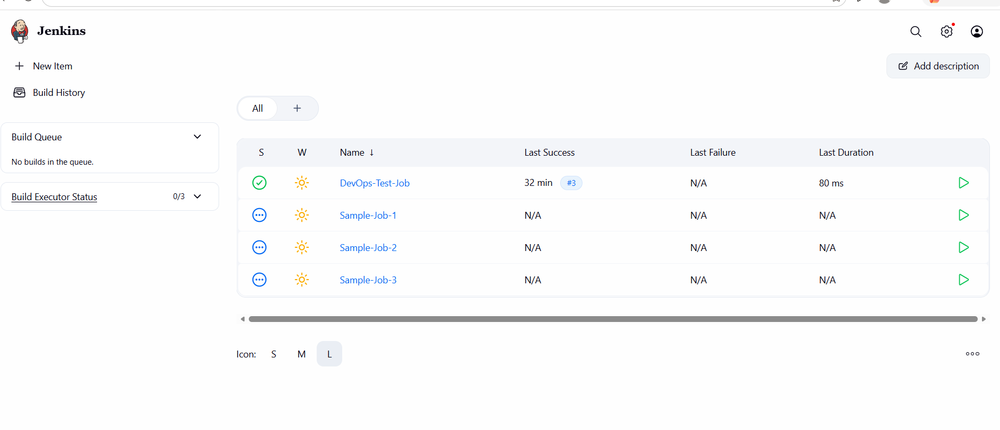 Jenkins
New Item
Add description
Build History
All +
Build Queue
No builds in the queue.
Build Executor Status 0/3
S W Name ↓ Last Success Last Failure Last Duration
DevOps-Test-Job 32 min #3 N/A 80 ms
Sample-Job-1 N/A N/A N/A
Sample-Job-2 N/A N/A N/A
Sample-Job-3 N/A N/A N/A
Icon: S M L